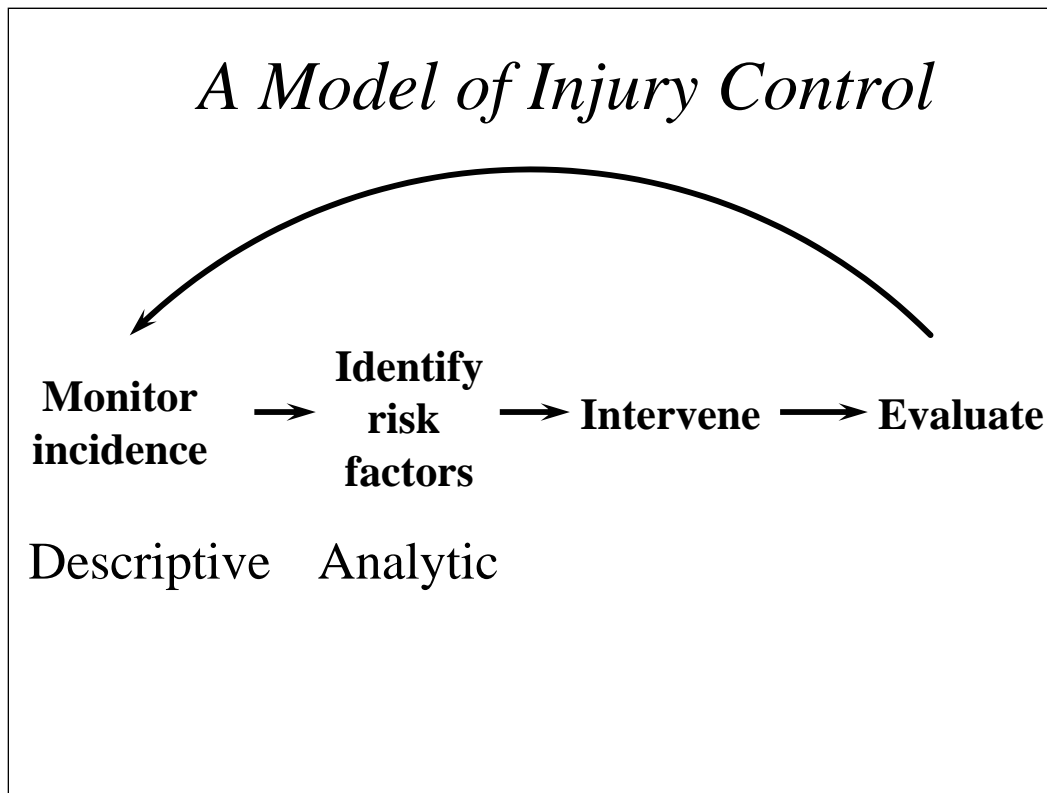 A Model of Injury Control
Monitor
incidence
Identify
risk
factors
Intervene
Evaluate
Descriptive
Analytic